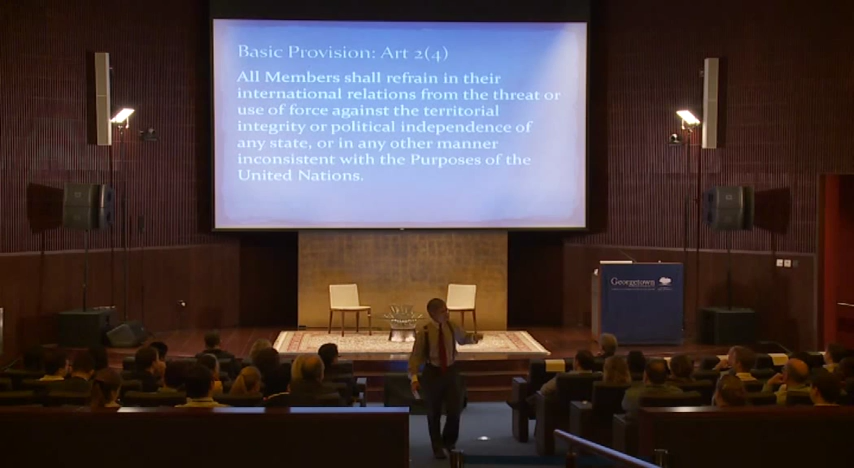 Basic Provision: Art 2(4)
All Members shall refrain in their
international relations from the threat or
use of force against the territorial
integrity or political independence of
any state, or in any other manner
inconsistent with the Purposes of the
United Nations.
Georgetown